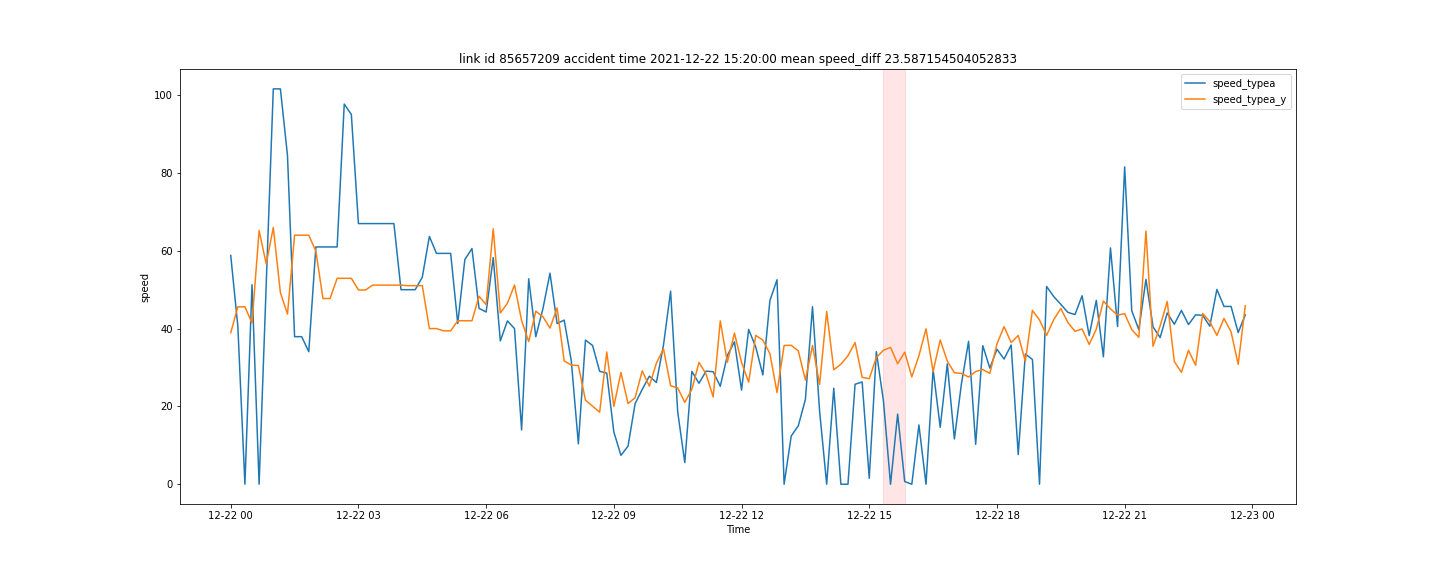 link id 85657209 accident time 2021-12-22 15:20:00 mean speed_diff 23.587154504052833
speed_typea
speed_typea_y
100
80
60
40
20
0
speed
12-22 00 12-22 03 12-22 06 12-22 09 12-22 12 12-22 15 12-22 18 12-22 21 12-23 00
Time